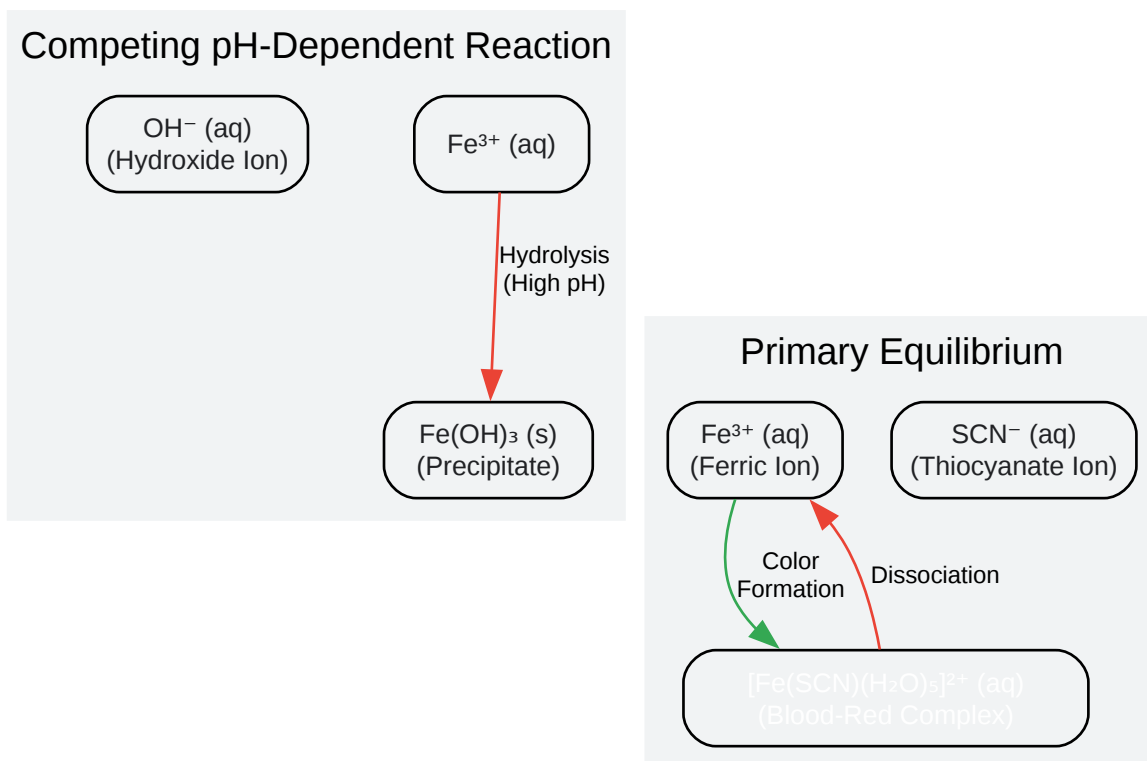 Competing pH-Dependent Reaction
OH⁻ (aq)
(Hydroxide Ion)
Fe³⁺ (aq)
Hydrolysis
(High pH)
Fe(OH)₃ (s)
(Precipitate)
Primary Equilibrium
Fe³⁺ (aq)
(Ferric Ion)
SCN⁻ (aq)
(Thiocyanate Ion)
Color
Formation
Dissociation
[Fe(SCN)(H₂O)₅]²⁺ (aq)
(Blood-Red Complex)